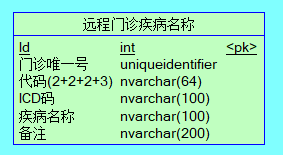 远程门诊疾病名称
Id int <pk>
门诊唯一号 uniqueidentifier
代码(2+2+2+3) nvarchar(64)
ICD码 nvarchar(100)
疾病名称 nvarchar(100)
备注 nvarchar(200)